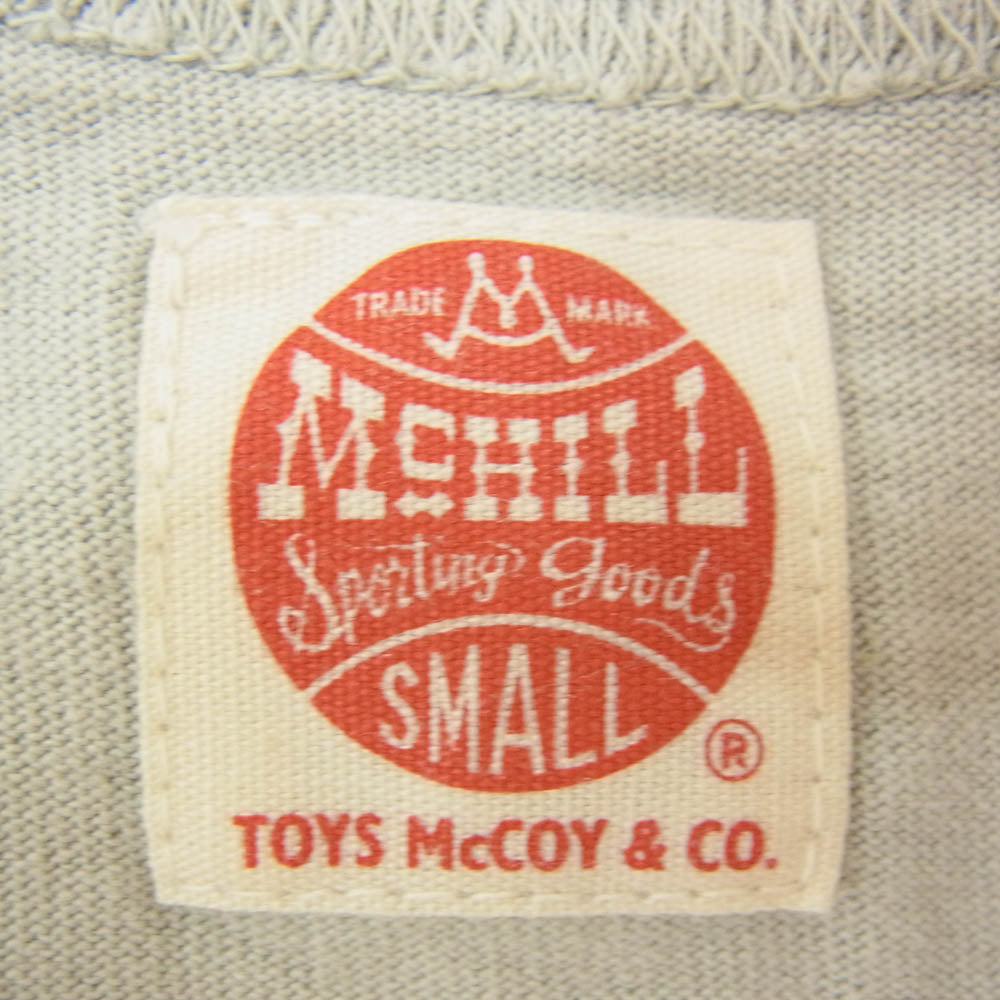 TRADE MARK
McHILL
Sporting Goods
SMALL
®
TOYS McCOY & CO.